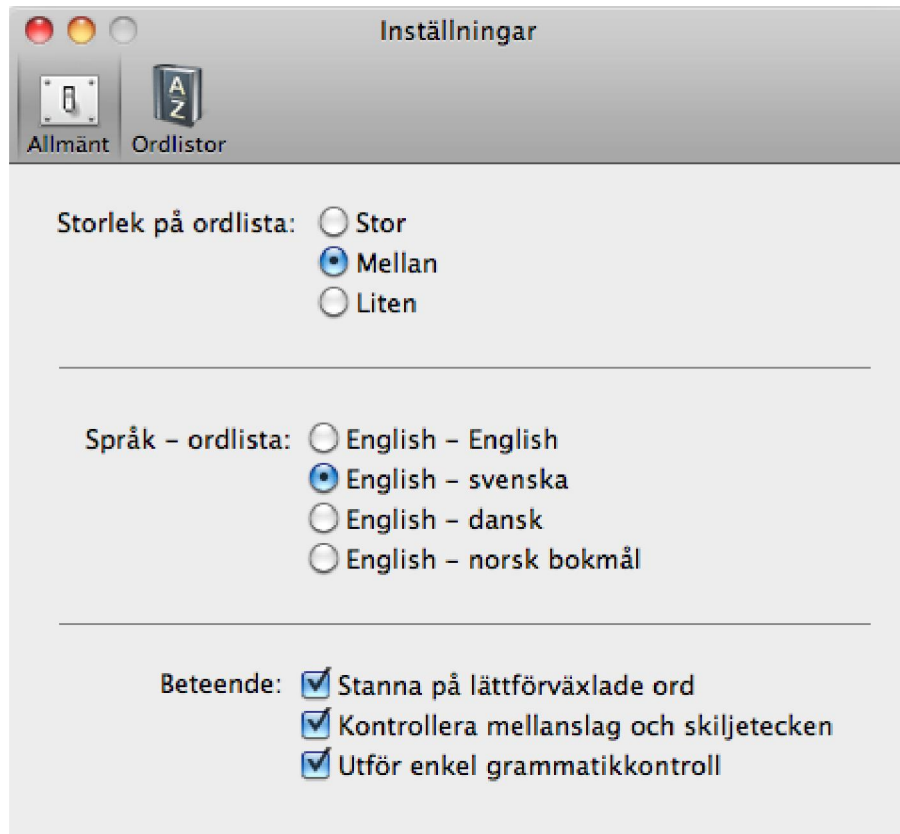 Inställningar
A
Z
Allmänt Ordlistor
Storlek på ordlista: Stor
Mellan
Liten
Språk – ordlista: English – English
English – svenska
English – dansk
English – norsk bokmål
Beteende: Stanna på lättförväxlade ord
Kontrollera mellanslag och skiljetecken
Utför enkel grammatikkontroll